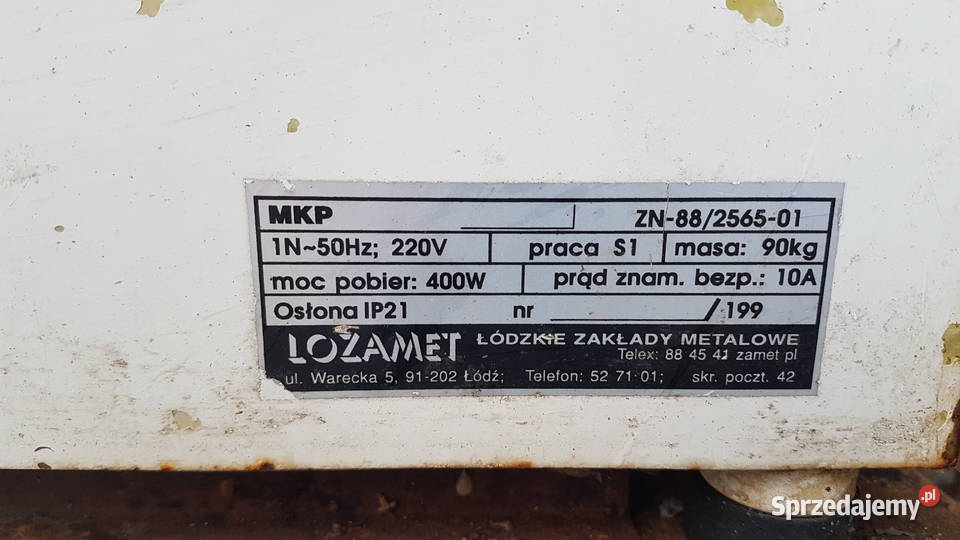 MKP ZN-88/2565-01
1N~50Hz; 220V praca S1 masa: 90kg
moc pobier: 400W prąd znam. bezp.: 10A
Osłona IP21 nr / 199
LOZAMET ŁÓDZKIE ZAKŁADY METALOWE
Telex: 88 45 41 zamet pl
ul. Warecka 5, 91-202 Łódź; Telefon: 52 71 01; skr. poczt. 42
Sprzedajemy.pl